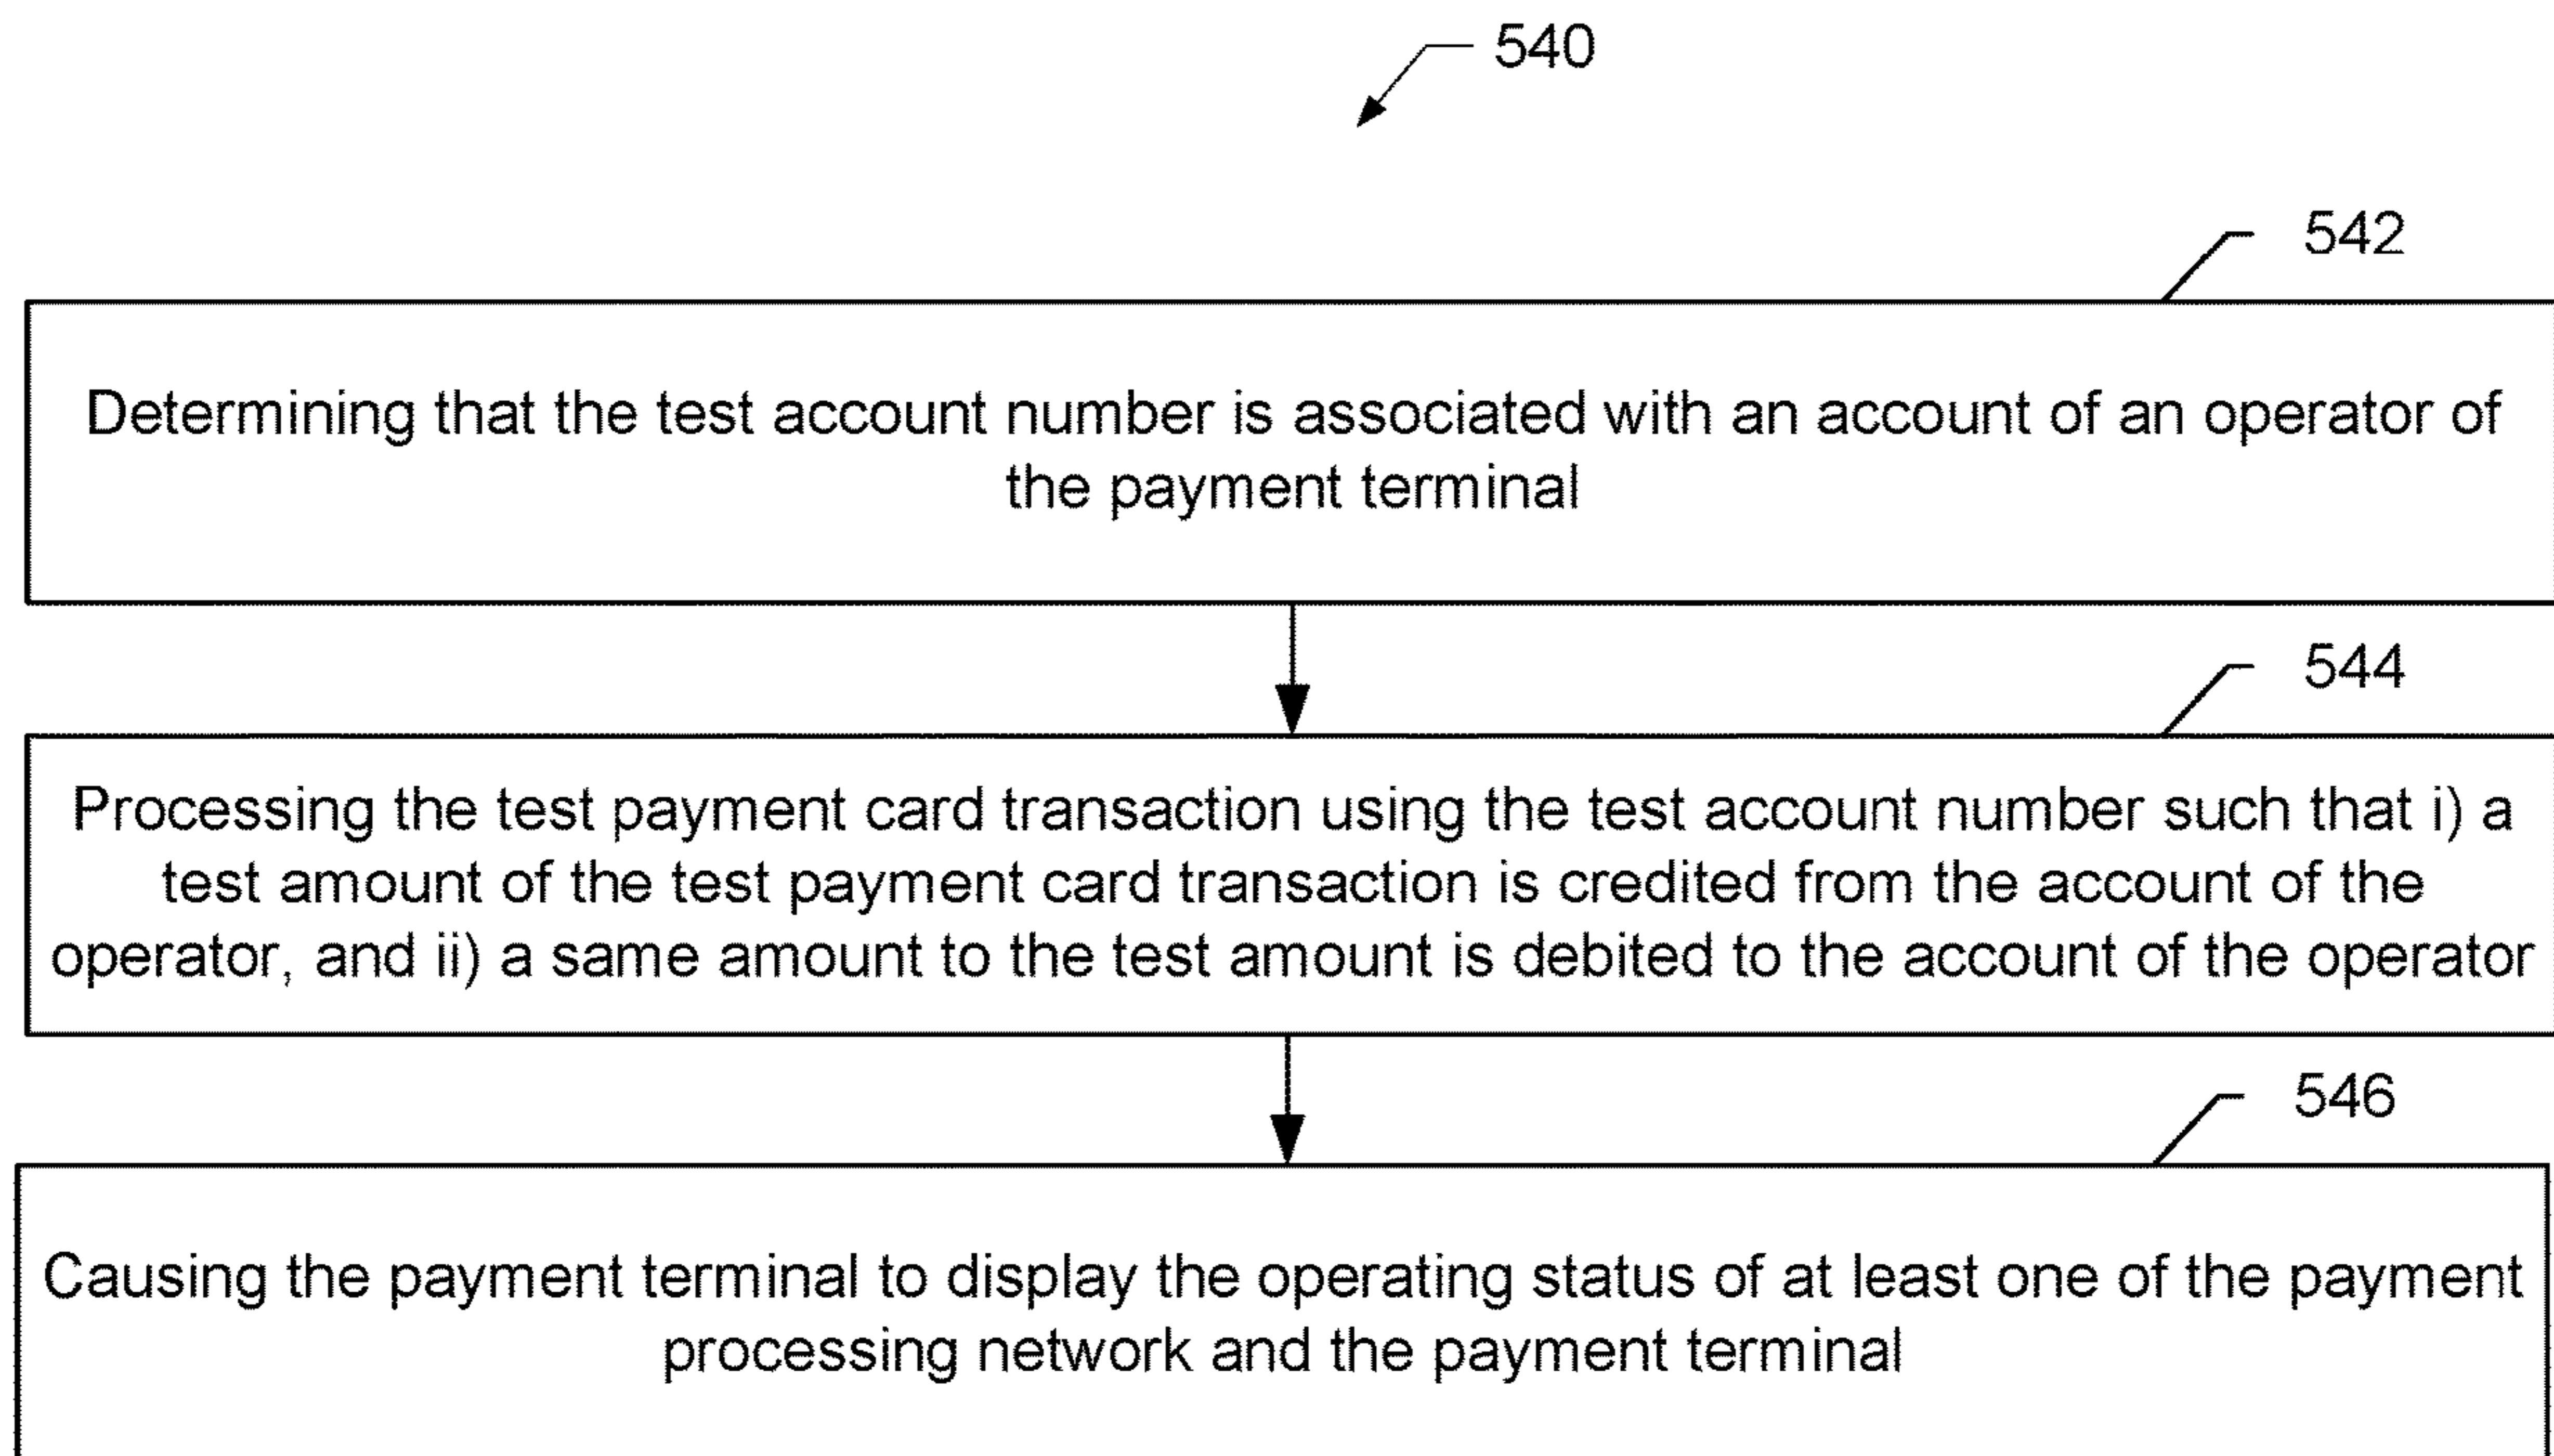 540
542
Determining that the test account number is associated with an account of an operator of
the payment terminal
544
Processing the test payment card transaction using the test account number such that i) a
test amount of the test payment card transaction is credited from the account of the
operator, and ii) a same amount to the test amount is debited to the account of the operator
546
Causing the payment terminal to display the operating status of at least one of the payment
processing network and the payment terminal